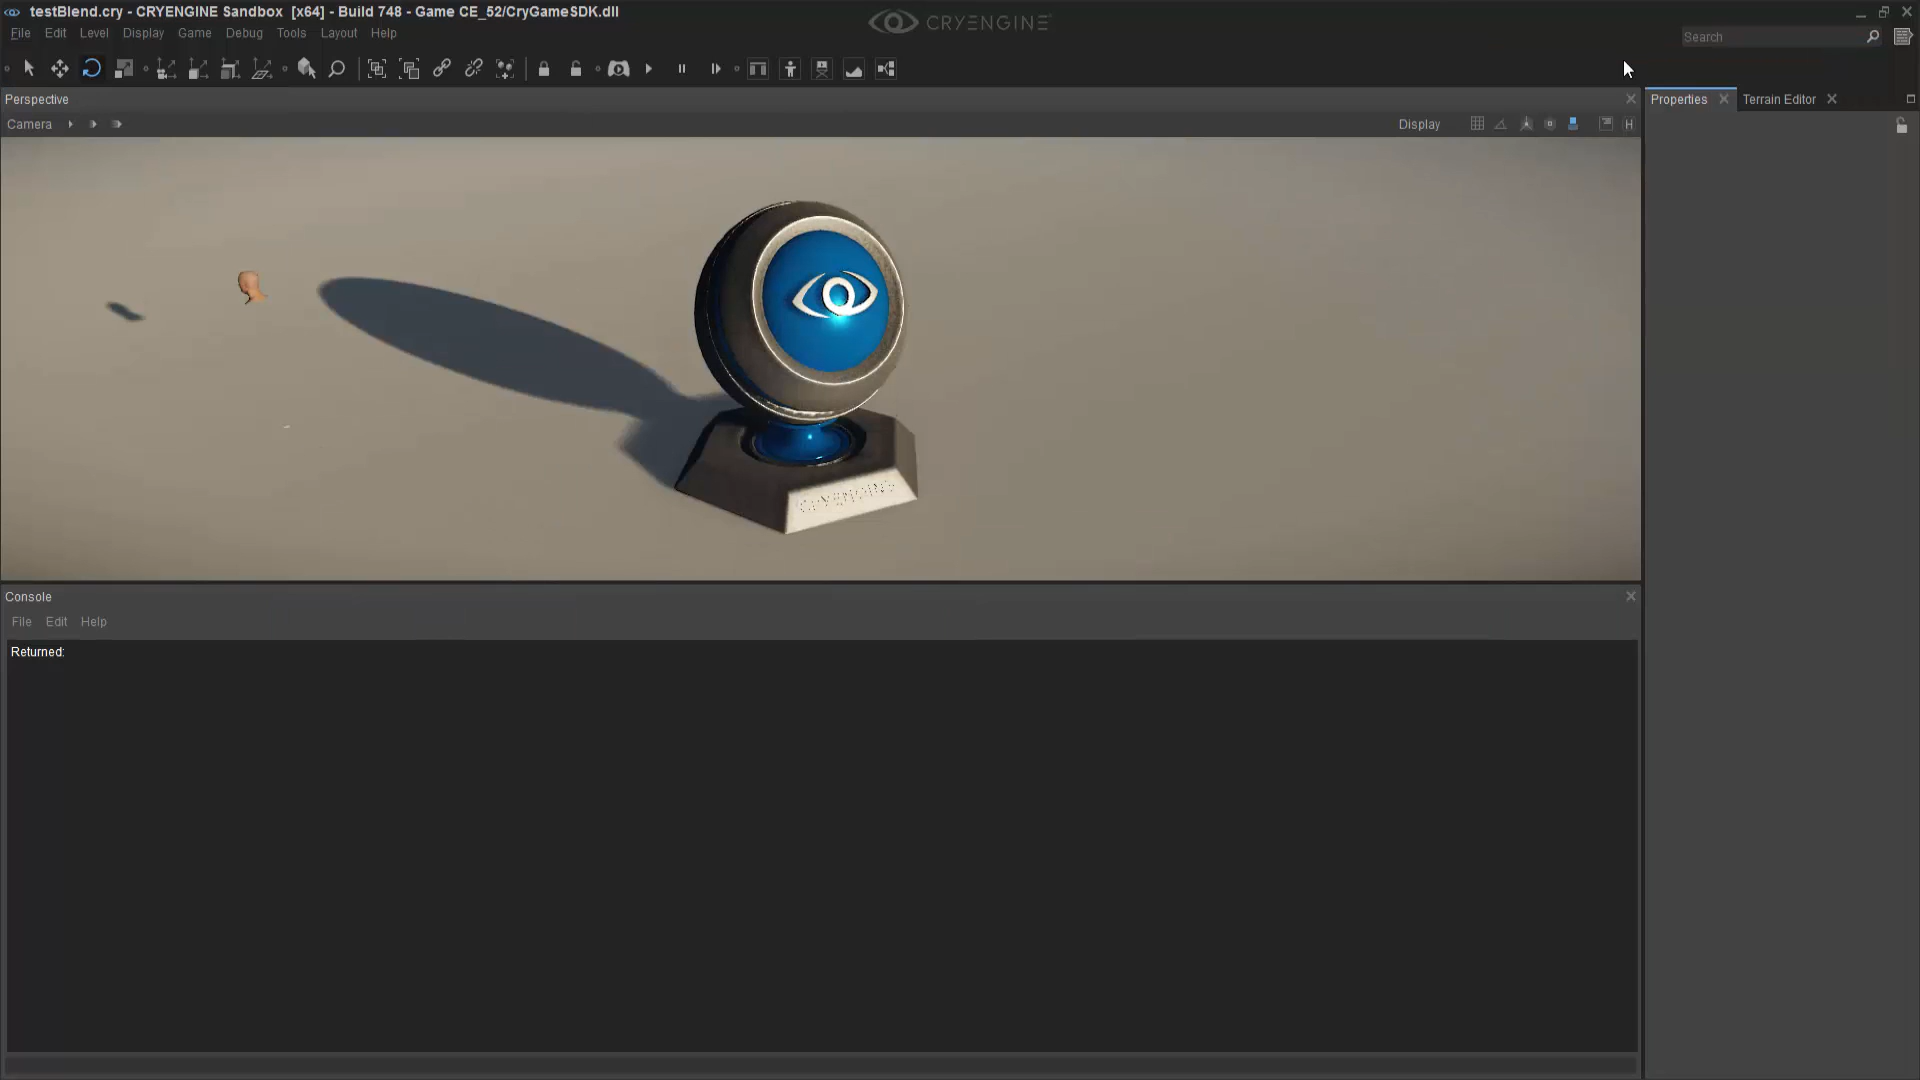 testBlend.cry - CRYENGINE Sandbox [x64] - Build 748 - Game CE_52/CryGameSDK.dll
CRYENGINE
File Edit Level Display Game Debug Tools Layout Help
Search
Perspective
Properties
Terrain Editor
Camera
Display
H
CRYENGINE
Console
File Edit Help
Returned: